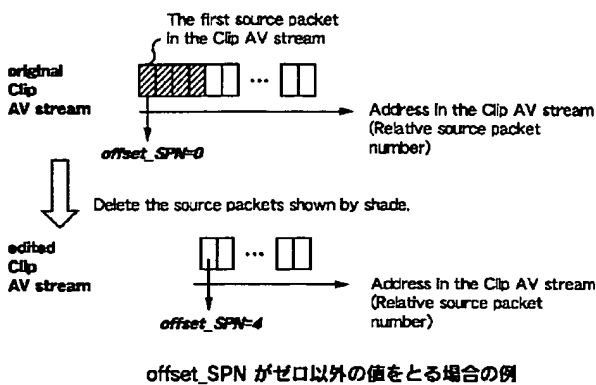 The first source packet
in the Clip AV stream
original
Clip
AV stream
...
Address in the Clip AV stream
(Relative source packet
number)
offset_SPN=0
Delete the source packets shown by shade.
edited
Clip
AV stream
...
Address in the Clip AV stream
(Relative source packet
number)
offset_SPN=4
offset_SPN がゼロ以外の値をとる場合の例